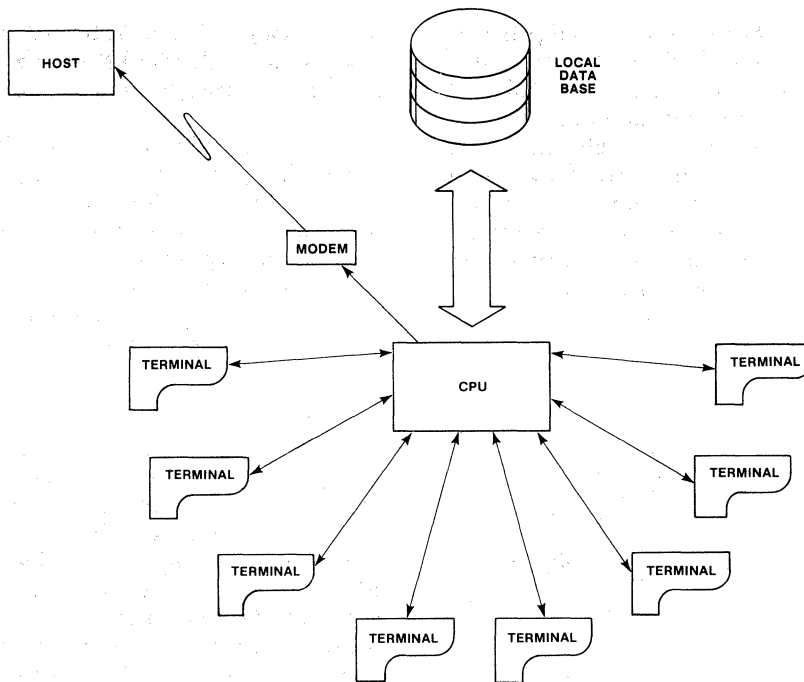 HOST
LOCAL
DATA
BASE
MODEM
CPU
TERMINAL
TERMINAL
TERMINAL
TERMINAL
TERMINAL
TERMINAL
TERMINAL
TERMINAL